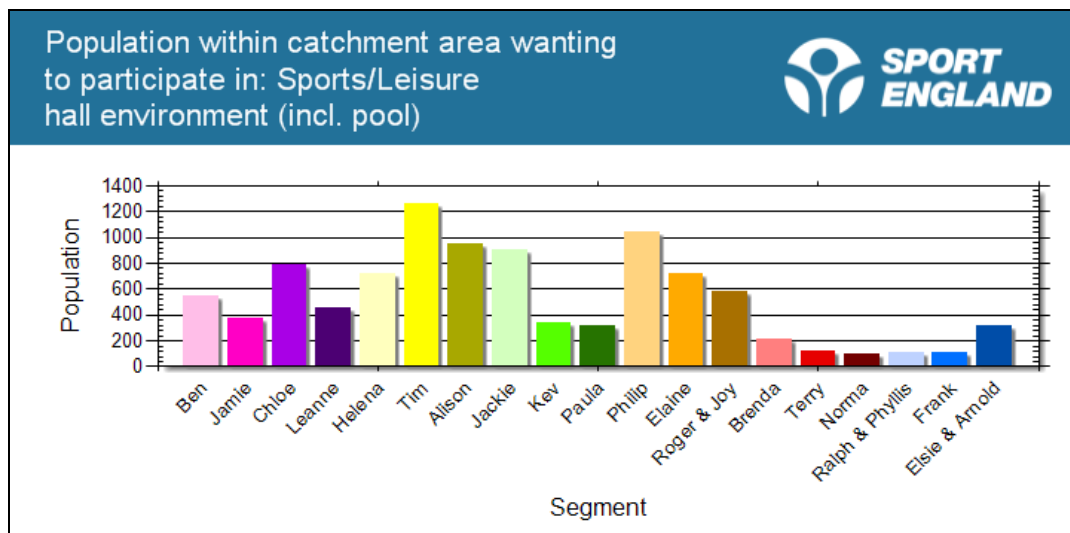 Population within catchment area wanting
to participate in: Sports/Leisure
hall environment (incl. pool)
SPORT
ENGLAND
1400
1200
1000
800
600
400
200
0
Population
Ben
Jamie
Chloe
Leanne
Helena
Tim
Alison
Jackie
Kev
Paula
Philip
Elaine
Roger & Joy
Brenda
Terry
Norma
Ralph & Phyllis
Frank
Elsie & Arnold
Segment